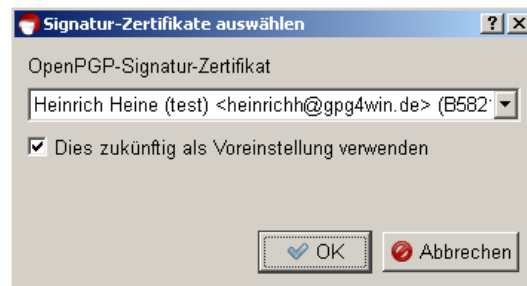 Signatur-Zertifikate auswählen
OpenPGP-Signatur-Zertifikat
Heinrich Heine (test) <heinrichh@gpg4win.de> (B582
Dies zukünftig als Voreinstellung verwenden
OK Abbrechen